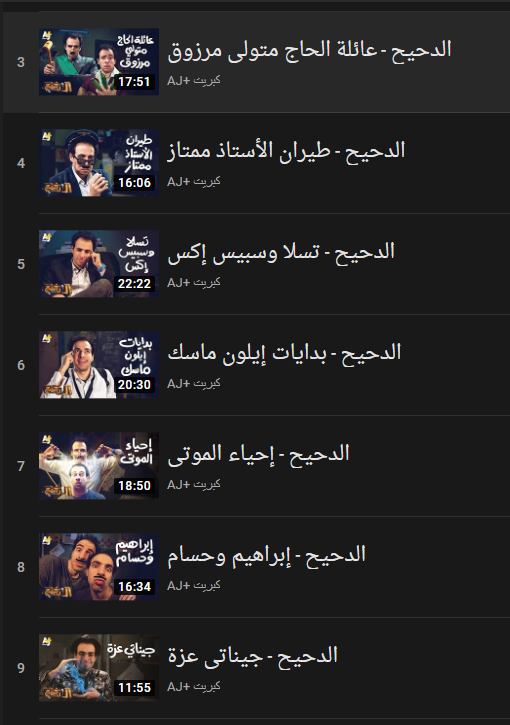 3
عائلة الحاج
متولى
مرزوق
17:51
الدحيح - عائلة الحاج متولى مرزوق
AJ+ كبريت
4
طيران
الأستاذ
ممتاز
16:06
الدحيح - طيران الأستاذ ممتاز
AJ+ كبريت
5
تسلا
وسبيس
إكس
22:22
الدحيح - تسلا وسبيس إكس
AJ+ كبريت
6
بدايات
إيلون
ماسك
20:30
الدحيح - بدايات إيلون ماسك
AJ+ كبريت
7
إحياء
الموتى
18:50
الدحيح - إحياء الموتى
AJ+ كبريت
8
إبراهيم
وحسام
16:34
الدحيح - إبراهيم وحسام
AJ+ كبريت
9
جيناتي عزة
11:55
الدحيح - جيناتى عزة
AJ+ كبريت